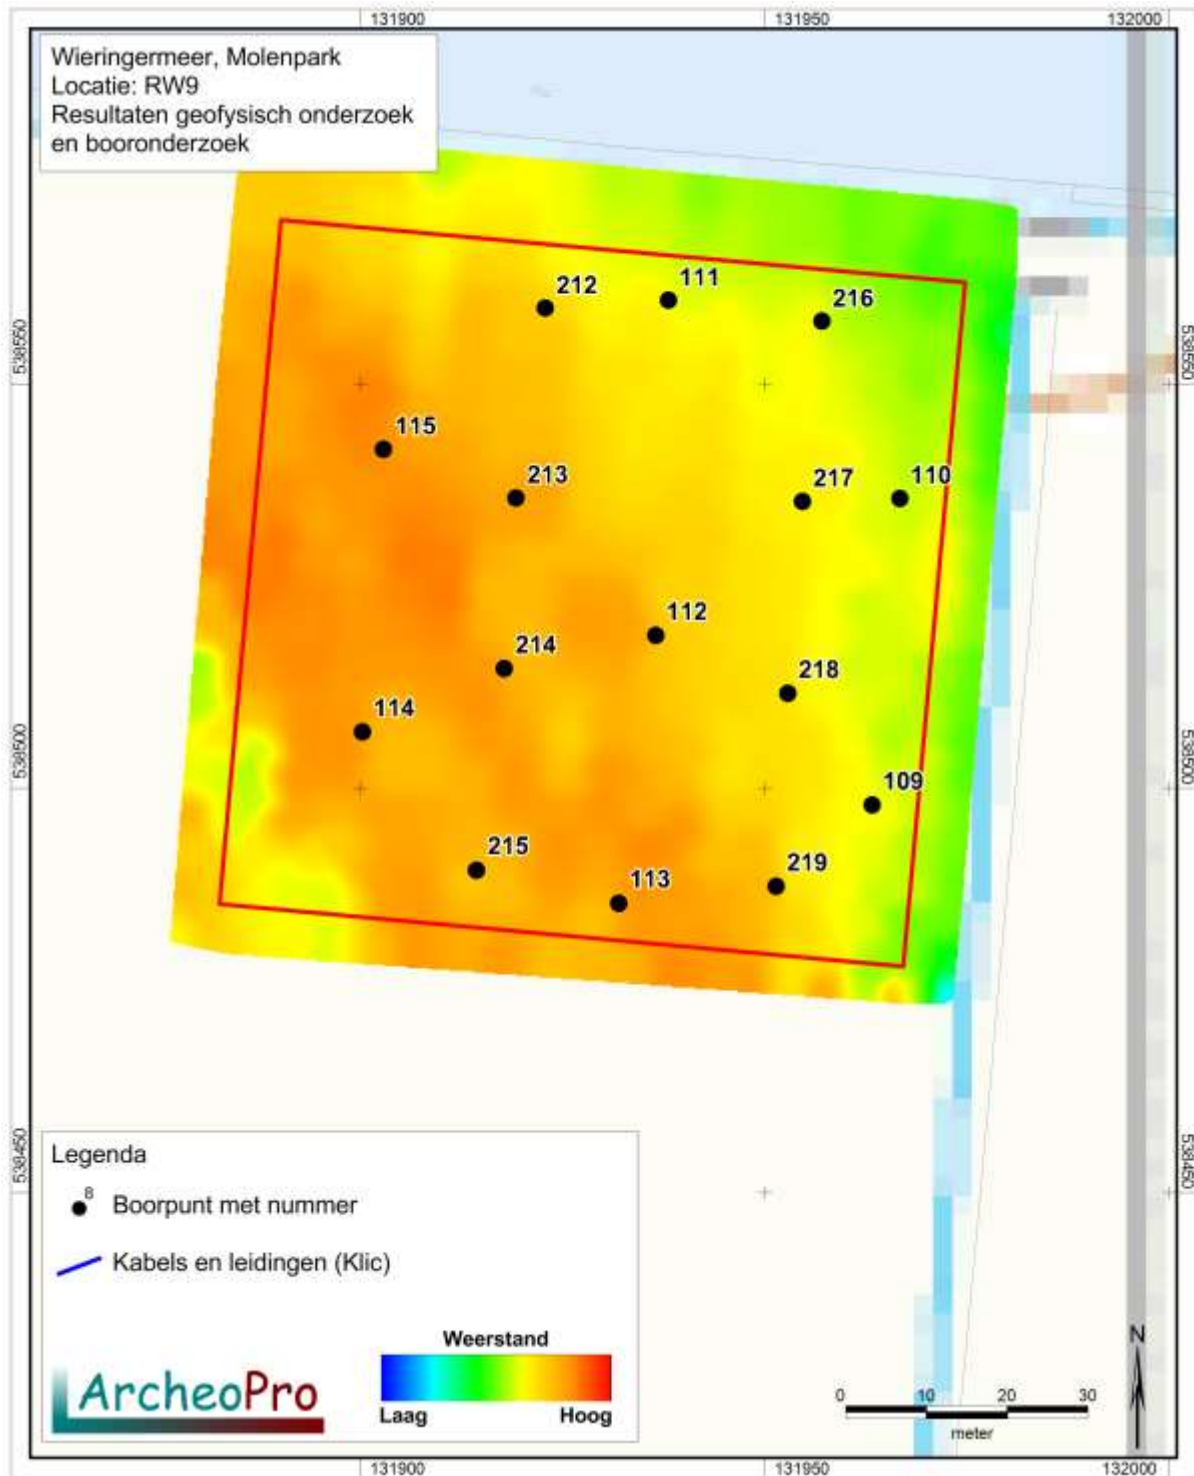 131900
131950
132000
Wieringermeer, Molenpark
Locatie: RW9
Resultaten geofysisch onderzoek
en booronderzoek
212
111
216
538550
538550
115
213
217
110
112
214
218
114
538500
538500
109
215
113
219
538450
538450
Legenda
8
Boorpunt met nummer
Kabels en leidingen (Klic)
Weerstand
Laag
Hoog
ArcheoPro
N
0
10
20
30
meter
131900
131950
132000